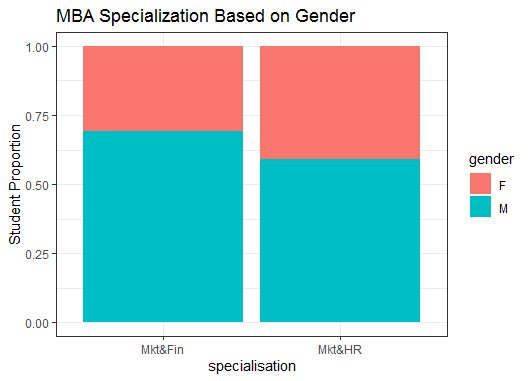 MBA Specialization Based on Gender
1.00
0.75
0.50
0.25
0.00
Student Proportion
Mkt&Fin
Mkt&HR
specialisation
gender
F
M